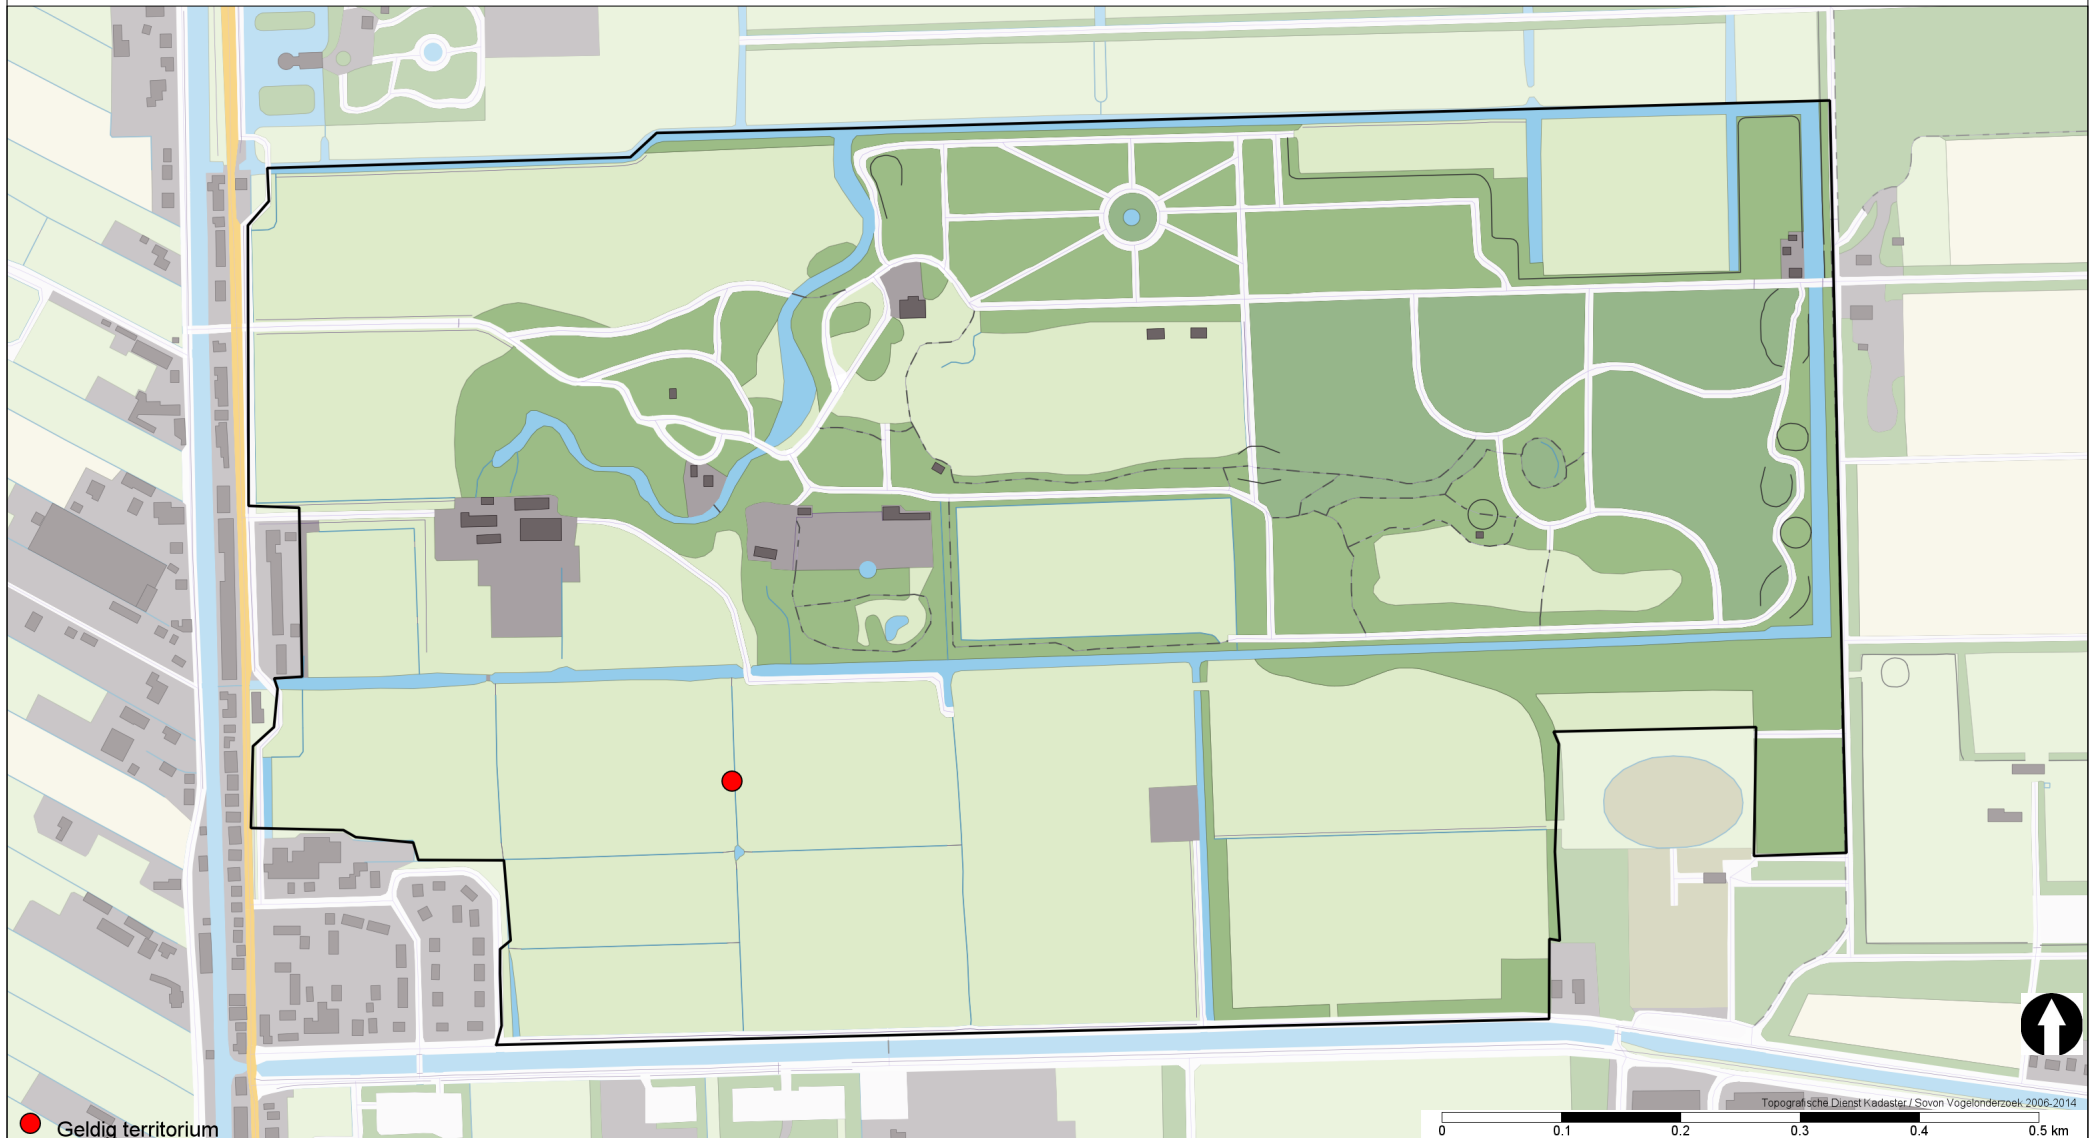 Topografische Dienst Kadaster / Sovon Vogelonderzoek 2006-2014
Geldig territorium
0 0.1 0.2 0.3 0.4 0.5 km